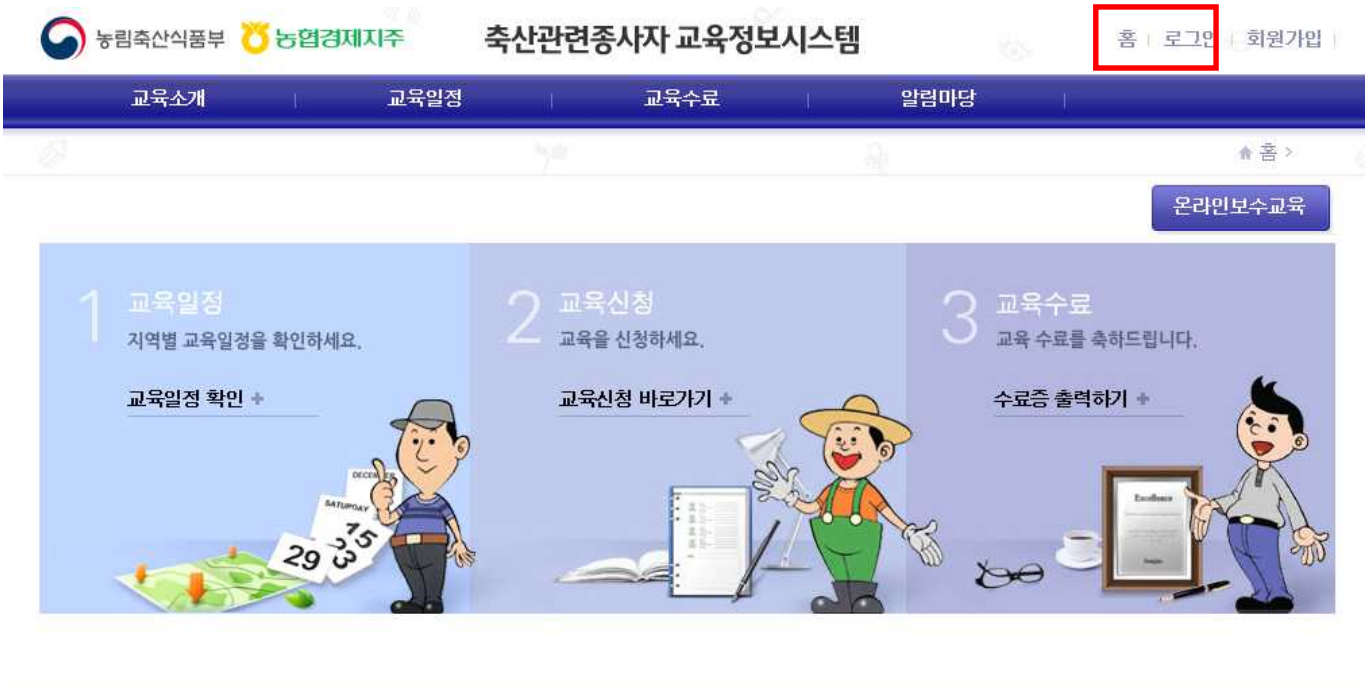 농림축산식품부 농협경제지주 축산관련종사자 교육정보시스템 홈 로그인 회원가입
교육소개 교육일정 교육수료 알림마당
홈 >
온라인보수교육
1 교육일정
지역별 교육일정을 확인하세요.
교육일정 확인 +
2 교육신청
교육을 신청하세요.
교육신청 바로가기 +
3 교육수료
교육 수료를 축하드립니다.
수료증 출력하기 +
SATURDAY
15
23
29
Excellence